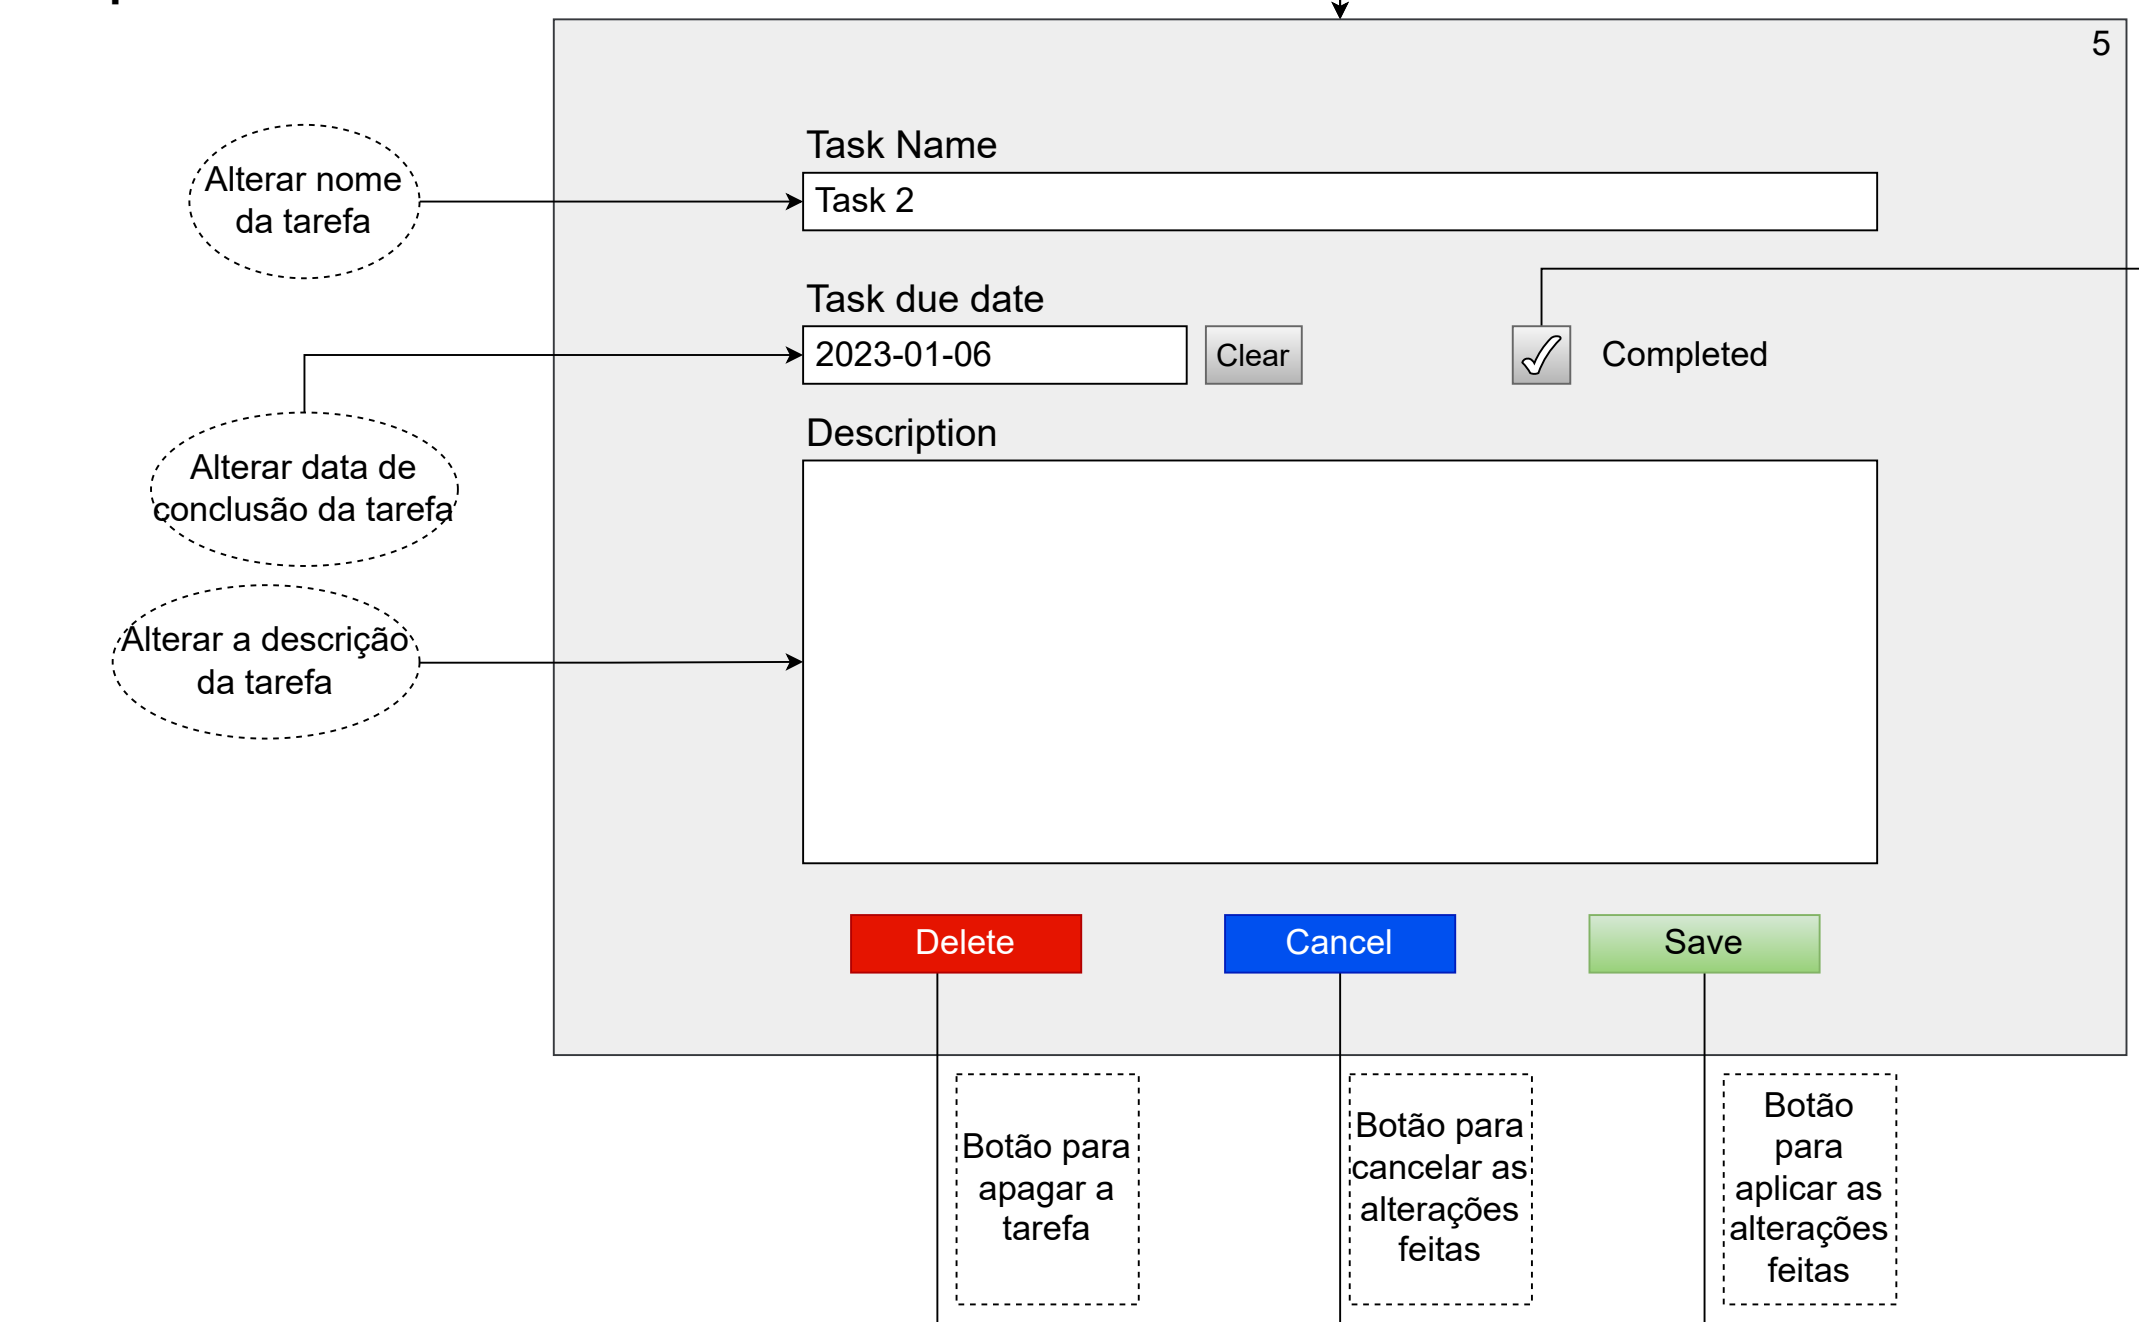 5
Task Name
Alterar nome
da tarefa
Task 2
Task due date
2023-01-06
Clear
Completed
Description
Alterar data de
conclusão da tarefa
Alterar a descrição
da tarefa
Delete
Cancel
Save
Botão para
apagar a
tarefa
Botão para
cancelar as
alterações
feitas
Botão
para
aplicar as
alterações
feitas